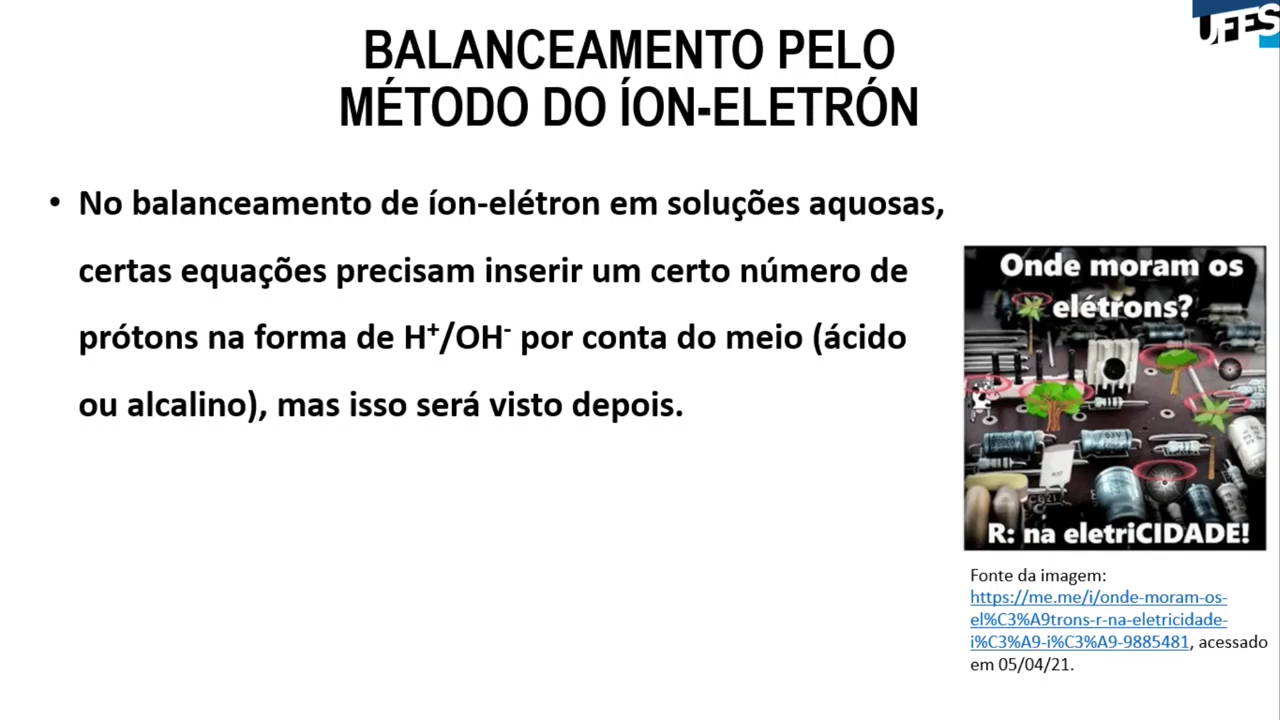 UFES
BALANCEAMENTO PELO
MÉTODO DO ÍON-ELETRÓN
• No balanceamento de íon-elétron em soluções aquosas,
certas equações precisam inserir um certo número de
prótons na forma de H⁺/OH⁻ por conta do meio (ácido
ou alcalino), mas isso será visto depois.
Onde moram os
elétrons?
R: na eletriCIDADE!
Fonte da imagem:
https://me.me/i/onde-moram-os-
el%C3%A9trons-r-na-eletricidade-
i%C3%A9-i%C3%A9-9885481, acessado
em 05/04/21.